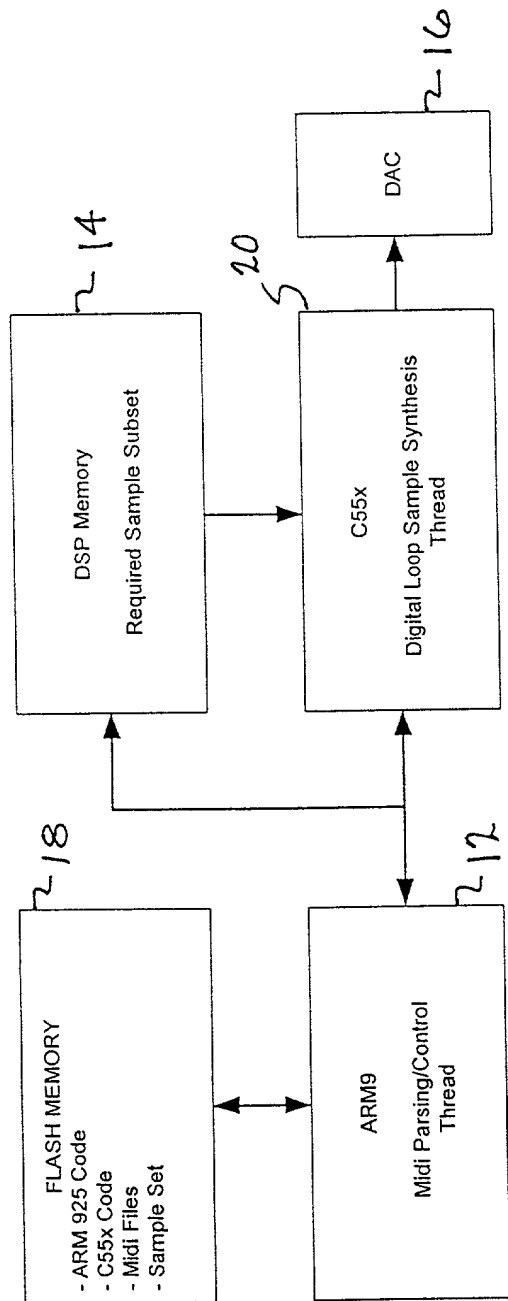 FLASH MEMORY
- ARM 925 Code
- C55x Code
- Midi Files
- Sample Set
18
DSP Memory
Required Sample Subset
14
ARM9
Midi Parsing/Control
Thread
12
C55x
Digital Loop Sample Synthesis
Thread
20
DAC
16